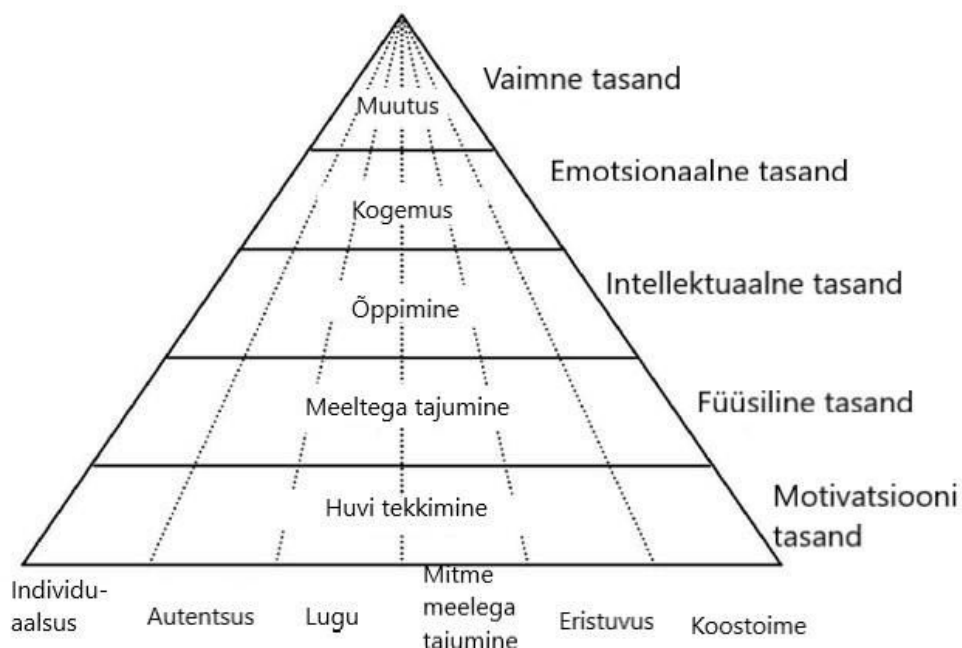 Vaimne tasand
Muutus
Emotsionaalne tasand
Kogemus
Intellektuaalne tasand
Õppimine
Füüsiline tasand
Meeltega tajumine
Motivatsiooni
tasand
Huvi tekkimine
Individu-
aalsus
Autentsus
Lugu
Mitme
meelega
tajumine
Eristuvus
Koostoime